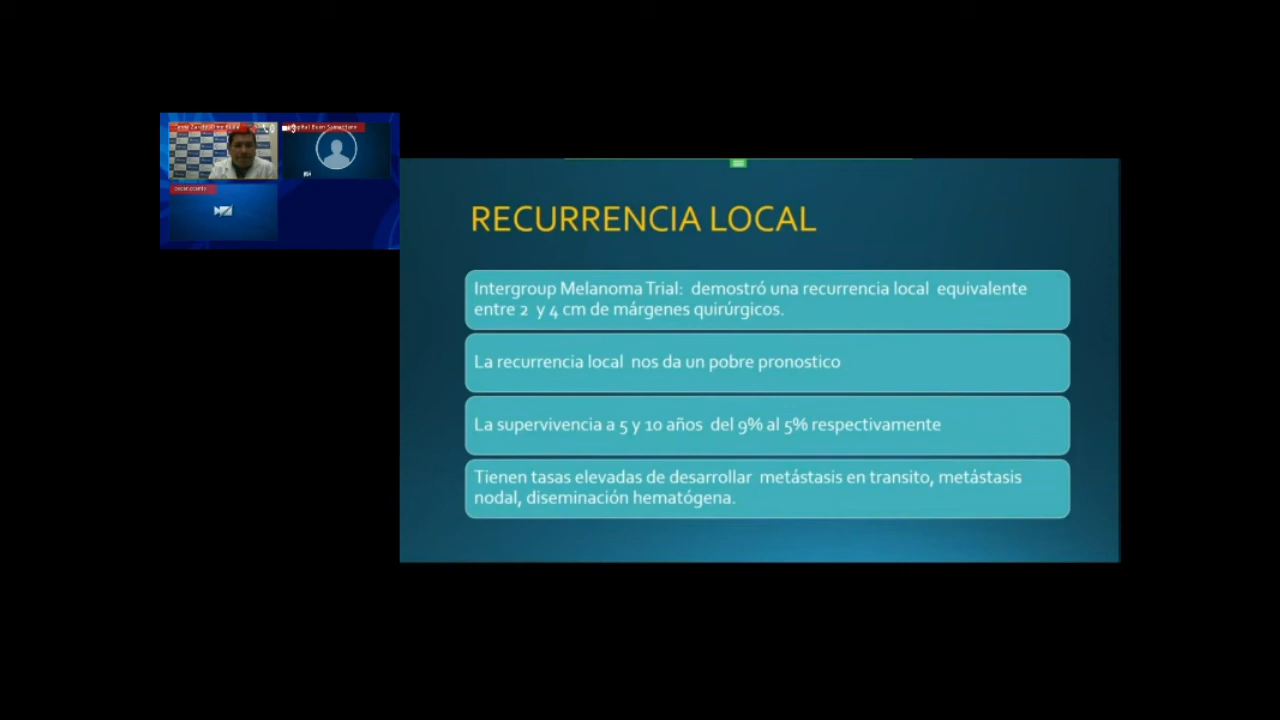 RECURRENCIA LOCAL
Intergroup Melanoma Trial: demostró una recurrencia local equivalente
entre 2 y 4 cm de márgenes quirúrgicos.
La recurrencia local nos da un pobre pronostico
La supervivencia a 5 y 10 años del 9% al 5% respectivamente
Tienen tasas elevadas de desarrollar metástasis en transito, metástasis
nodal, diseminación hematógena.